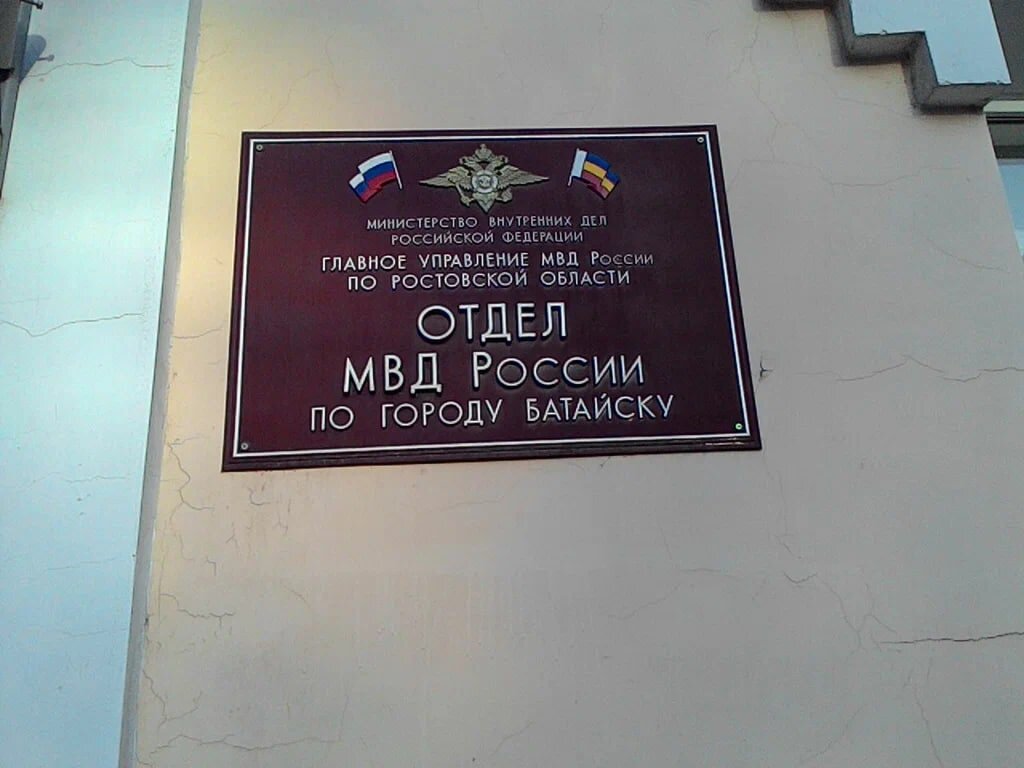 МИНИСТЕРСТВО ВНУТРЕННИХ ДЕЛ
РОССИЙСКОЙ ФЕДЕРАЦИИ
ГЛАВНОЕ УПРАВЛЕНИЕ МВД РОССИИ
ПО РОСТОВСКОЙ ОБЛАСТИ
ОТДЕЛ
МВД РОССИИ
ПО ГОРОДУ БАТАЙСКУ